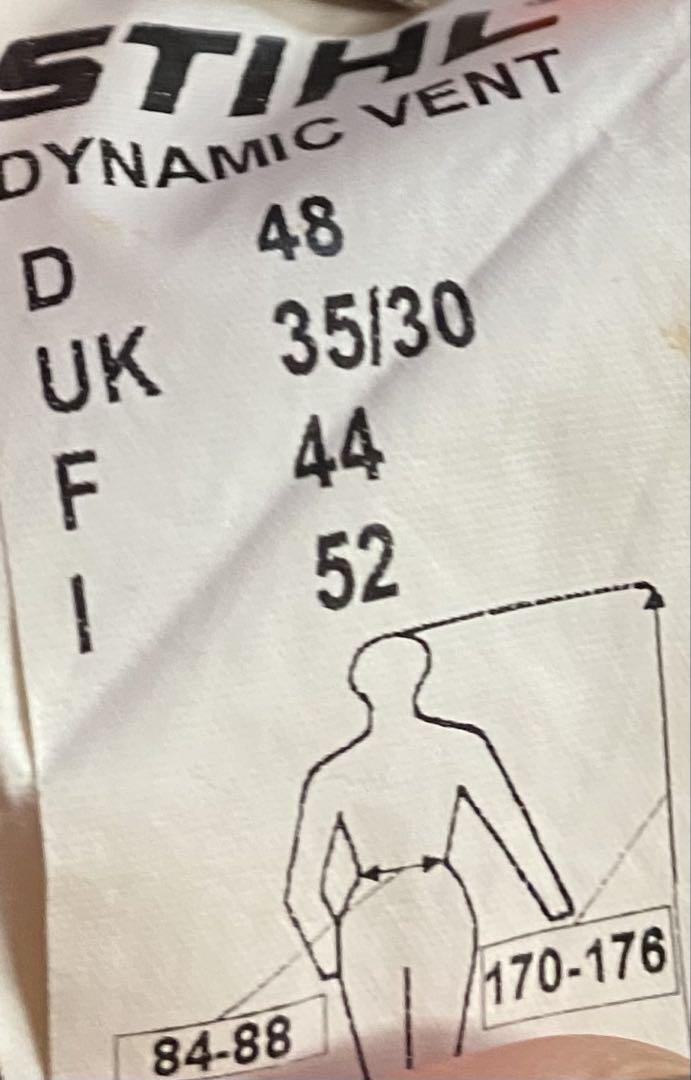 STIHL
DYNAMIC VENT
D 48
UK 35/30
F 44
I 52
170-176
84-88